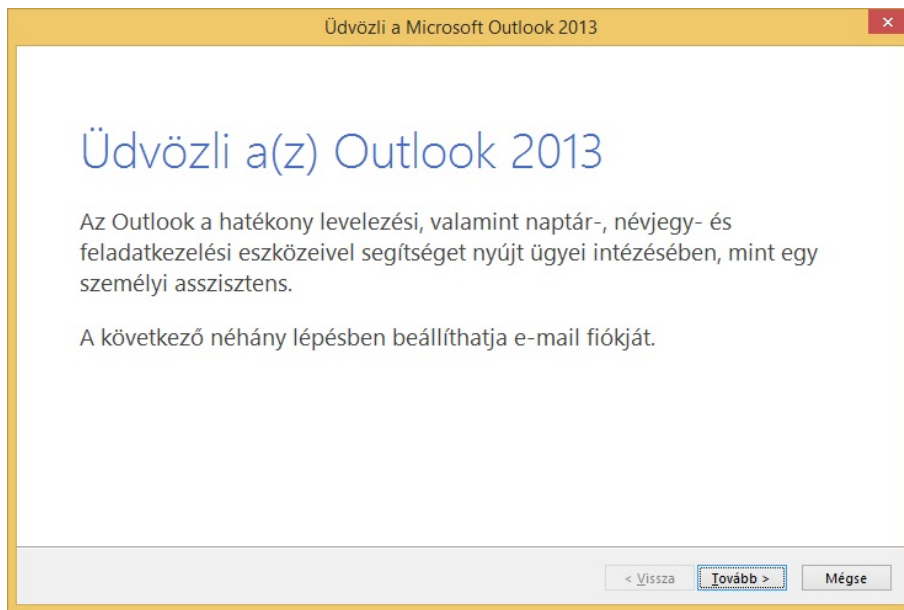 Üdvözli a Microsoft Outlook 2013
Üdvözli a(z) Outlook 2013
Az Outlook a hatékony levelezési, valamint naptár-, névjegy- és
feladatkezelési eszközeivel segítséget nyújt ügyei intézésében, mint egy
személyi asszisztens.
A következő néhány lépésben beállíthatja e-mail fiókját.
< Vissza Tovább > Mégse